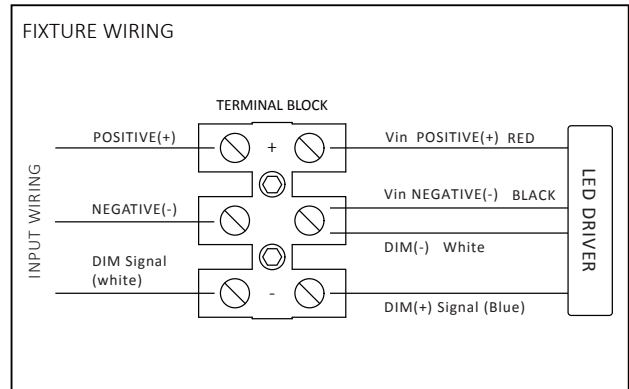 FIXTURE WIRING
TERMINAL BLOCK
INPUT WIRING
POSITIVE(+)
+
Vin POSITIVE(+) RED
NEGATIVE(-)
Vin NEGATIVE(-) BLACK
DIM(-) White
DIM Signal
(white)
-
DIM(+) Signal (Blue)
LED DRIVER